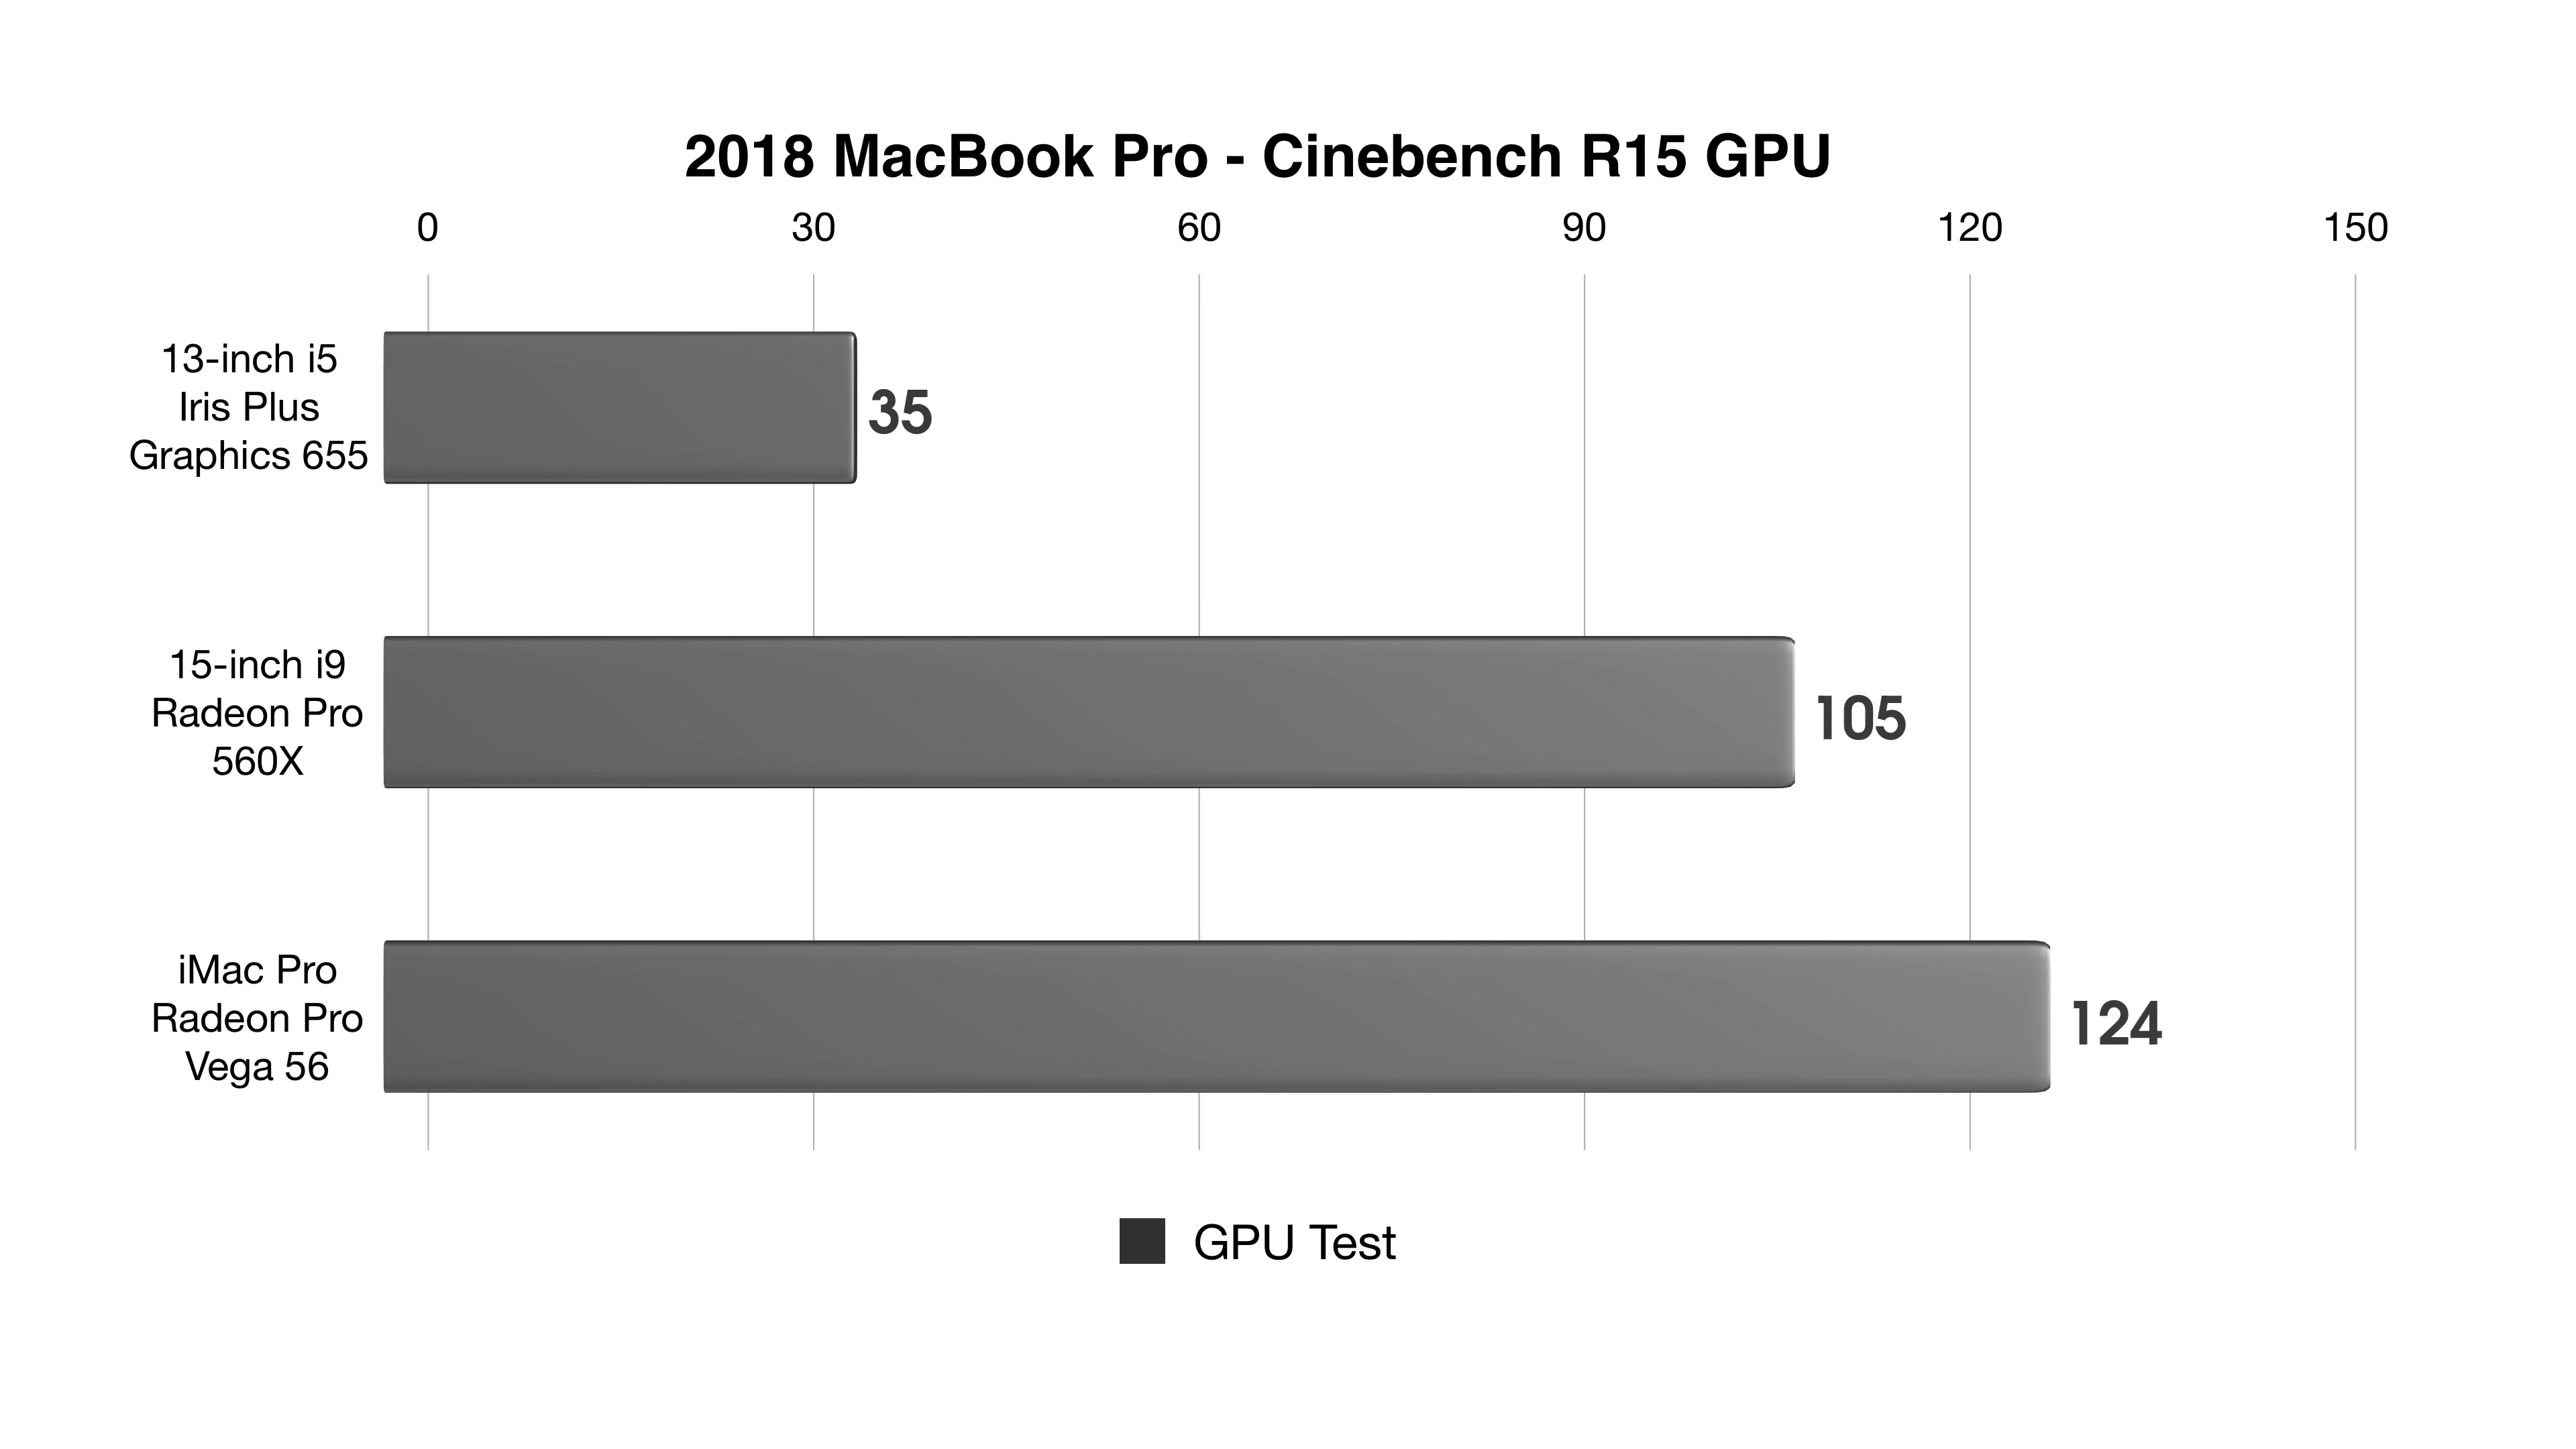 2018 MacBook Pro - Cinebench R15 GPU
0 30 60 90 120 150
13-inch i5
Iris Plus
Graphics 655
35
15-inch i9
Radeon Pro
560X
105
iMac Pro
Radeon Pro
Vega 56
124
GPU Test